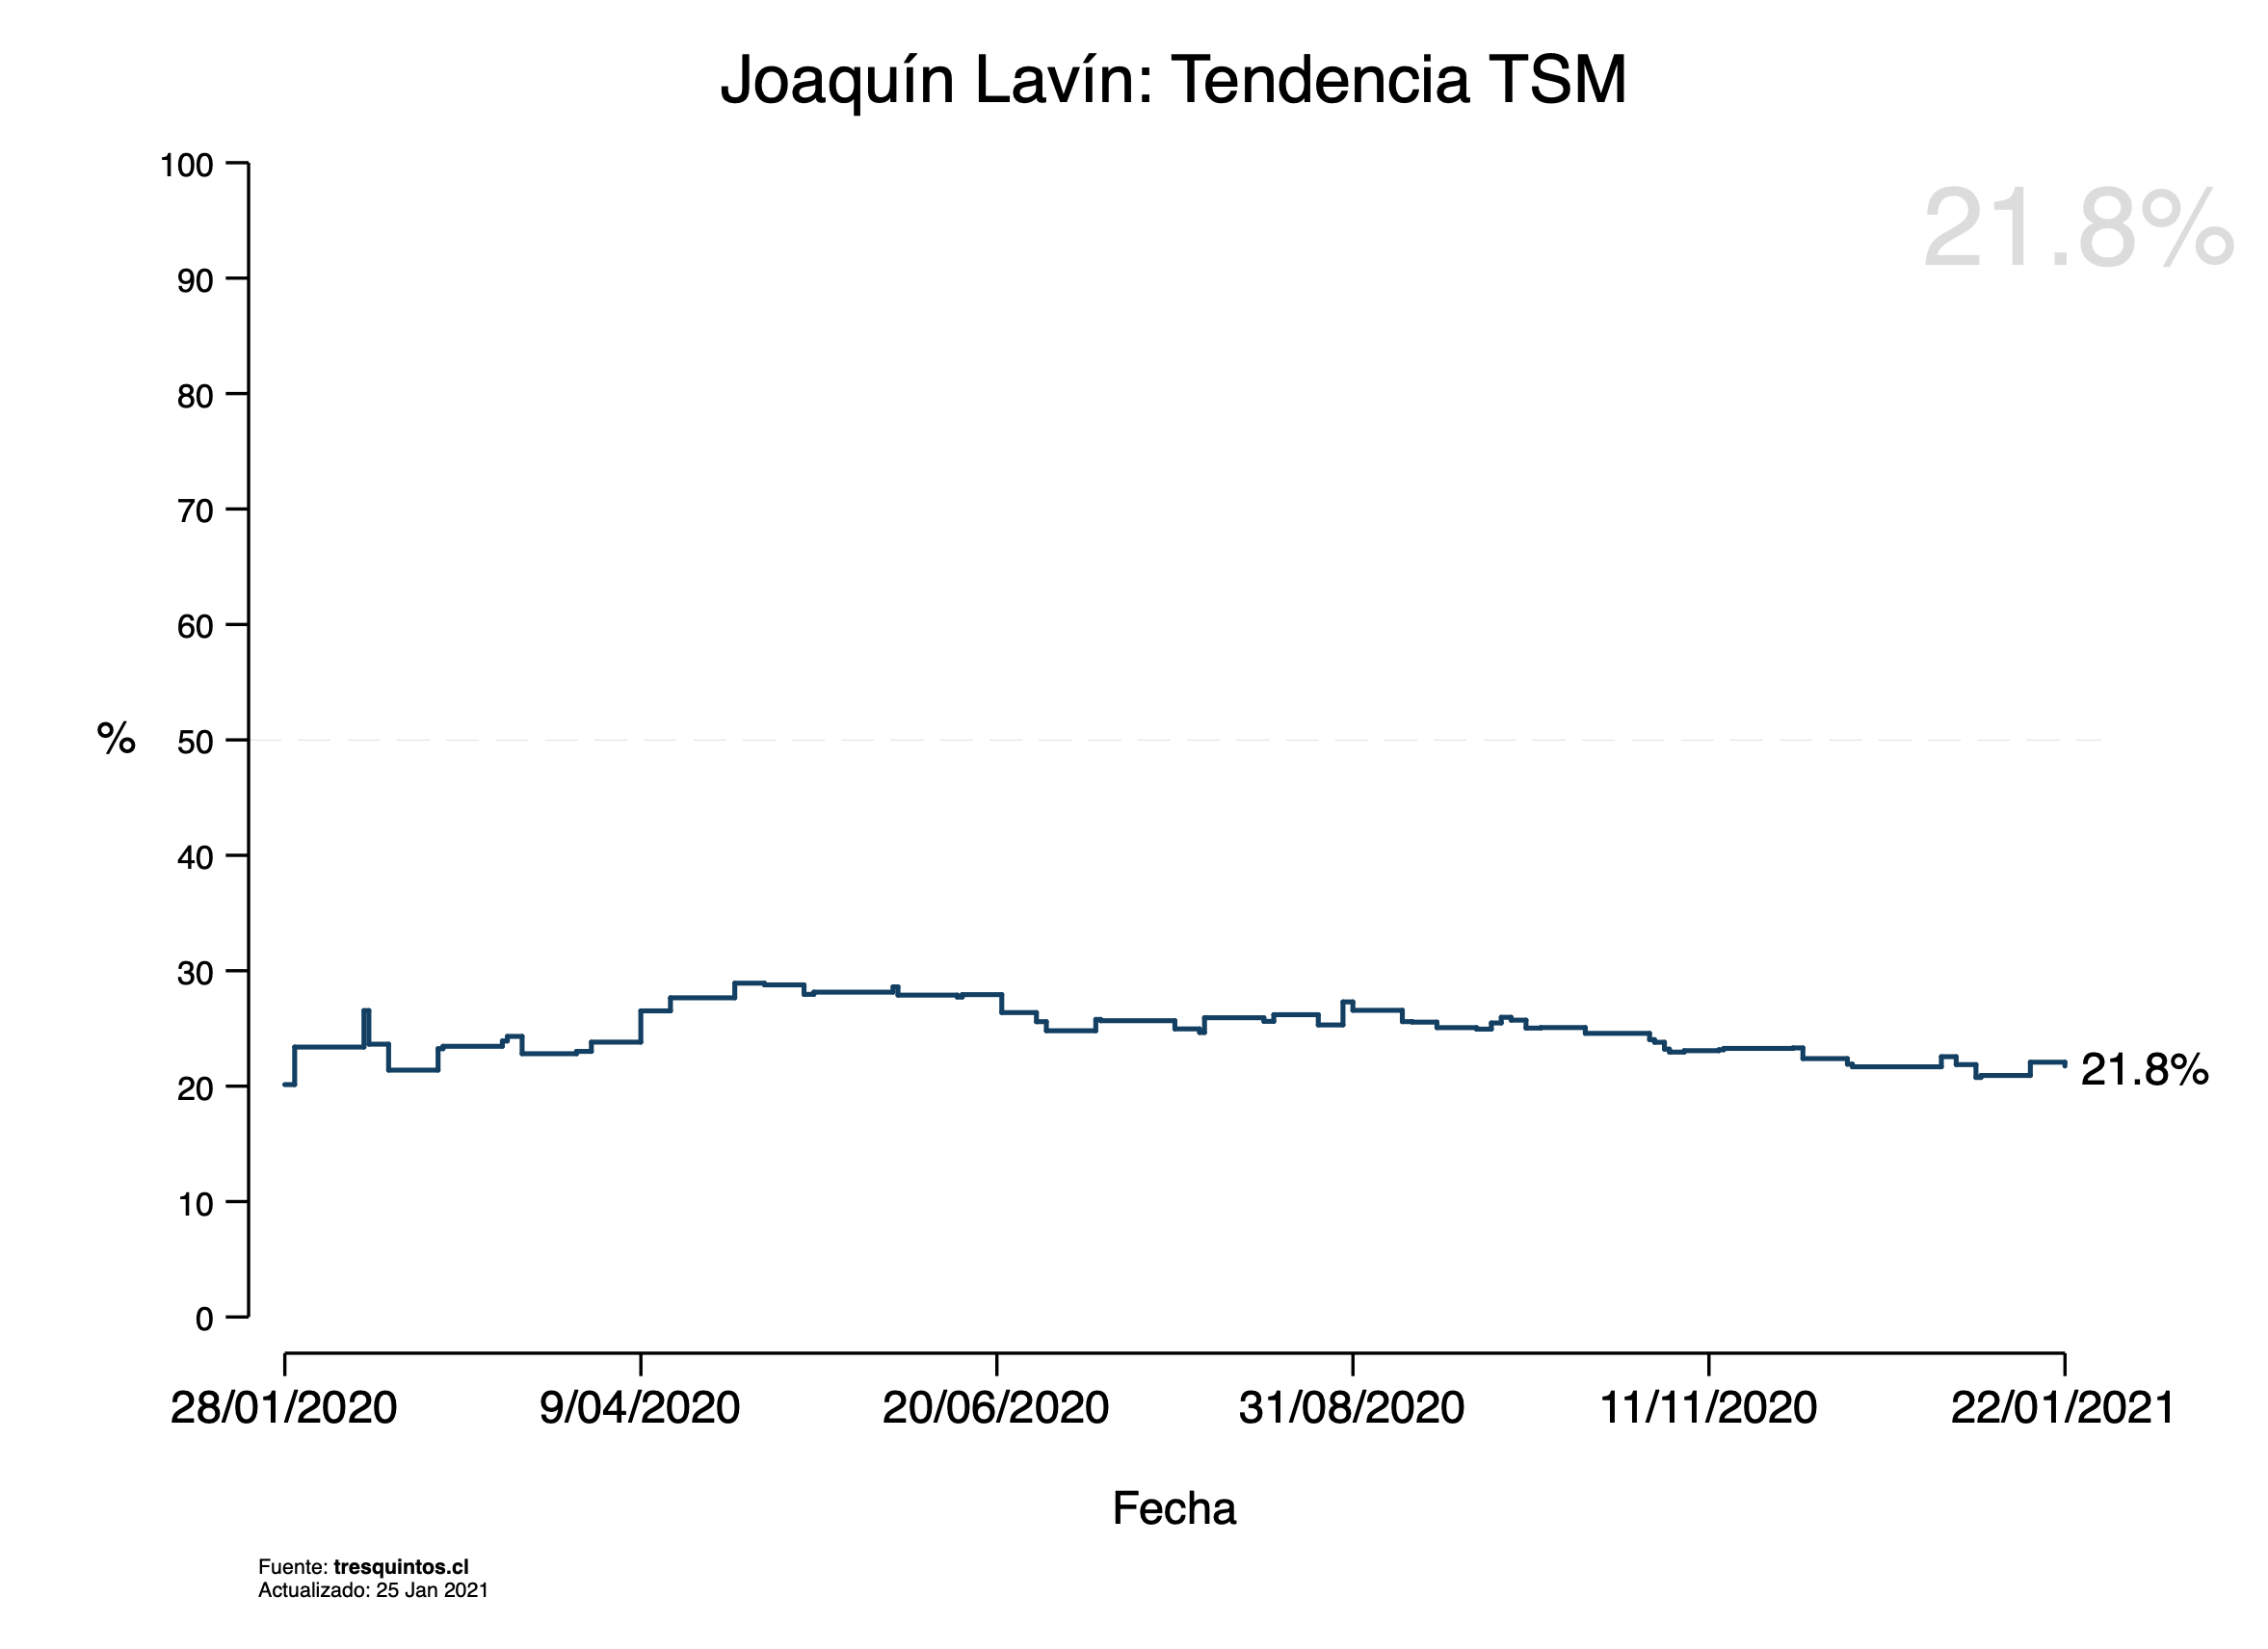 Joaquín Lavín: Tendencia TSM
21.8%
100
90
80
70
60
% 50
40
30
20
10
0
21.8%
28/01/2020 9/04/2020 20/06/2020 31/08/2020 11/11/2020 22/01/2021
Fecha
Fuente: tresquintos.cl
Actualizado: 25 Jan 2021